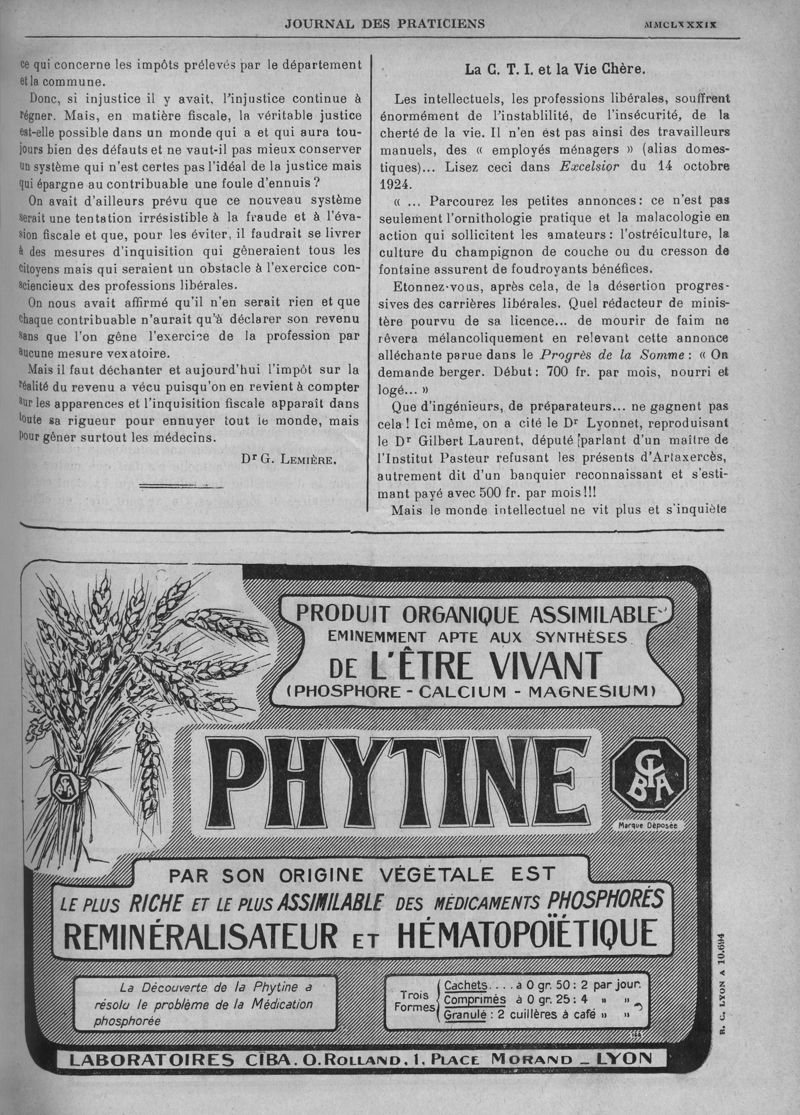 JOURNAL DES PRATICIENS
MMCLXXXIX
ce qui concerne les impôts prélevés par le département
et la commune.
Donc, si injustice il y avait, l'injustice continue à
régner. Mais, en matière fiscale, la véritable justice
est-elle possible dans un monde qui a et qui aura tou-
jours bien des défauts et ne vaut-il pas mieux conserver
un système qui n'est certes pas l'idéal de la justice mais
qui épargne au contribuable une foule d'ennuis ?
On avait d'ailleurs prévu que ce nouveau système
serait une tentation irrésistible à la fraude et à l'éva-
sion fiscale et que, pour les éviter, il faudrait se livrer
à des mesures d'inquisition qui gêneraient tous les
citoyens mais qui seraient un obstacle à l'exercice con-
sciencieux des professions libérales.
On nous avait affirmé qu'il n'en serait rien et que
chaque contribuable n'aurait qu'à déclarer son revenu
sans que l'on gêne l'exercice de la profession par
aucune mesure vexatoire.
Mais il faut déchanter et aujourd'hui l'impôt sur la
réalité du revenu a vécu puisqu'on en revient à compter
sur les apparences et l'inquisition fiscale apparait dans
toute sa rigueur pour ennuyer tout le monde, mais
pour gêner surtout les médecins.
Dr G. LEMIÈRE.
La C. T. I. et la Vie Chère.
Les intellectuels, les professions libérales, souffrent
énormément de l'instablilité, de l'insécurité, de la
cherté de la vie. Il n'en est pas ainsi des travailleurs
manuels, des « employés ménagers » (alias domes-
tiques)... Lisez ceci dans Excelsior du 14 octobre
1924.
« ... Parcourez les petites annonces : ce n'est pas
seulement l'ornithologie pratique et la malacologie en
action qui sollicitent les amateurs : l'ostréiculture, la
culture du champignon de couche ou du cresson de
fontaine assurent de foudroyants bénéfices.
Etonnez-vous, après cela, de la désertion progres-
sives des carrières libérales. Quel rédacteur de minis-
tère pourvu de sa licence... de mourir de faim ne
rêvera mélancoliquement en relevant cette annonce
alléchante parue dans le Progrès de la Somme : « On
demande berger. Début : 700 fr. par mois, nourri et
logé... »
Que d'ingénieurs, de préparateurs... ne gagnent pas
cela ! Ici même, on a cité le Dr Lyonnet, reproduisant
le Dr Gilbert Laurent, député [parlant d'un maître de
l'Institut Pasteur refusant les présents d'Artaxercès,
autrement dit d'un banquier reconnaissant et s'esti-
mant payé avec 500 fr. par mois !!!
Mais le monde intellectuel ne vit plus et s'inquiète
PRODUIT ORGANIQUE ASSIMILABLE
EMINEMMENT APTE AUX SYNTHÈSES
DE L'ÊTRE VIVANT
(PHOSPHORE - CALCIUM - MAGNESIUM)
PHYTINE
CIBA
Marque Déposée
PAR SON ORIGINE VÉGÉTALE EST
LE PLUS RICHE ET LE PLUS ASSIMILABLE DES MÉDICAMENTS PHOSPHORÉS
REMINÉRALISATEUR ET HÉMATOPOÏÉTIQUE
La Découverte de la Phytine a
résolu le problème de la Médication
phosphorée
Trois
Formes
Cachets.... à 0 gr. 50 : 2 par jour.
Comprimés à 0 gr. 25 : 4 " "
Granulé : 2 cuillères à café " "
144
LABORATOIRES CIBA. O. ROLLAND, 1, PLACE MORAND _ LYON
R. C. LYON A 10.694